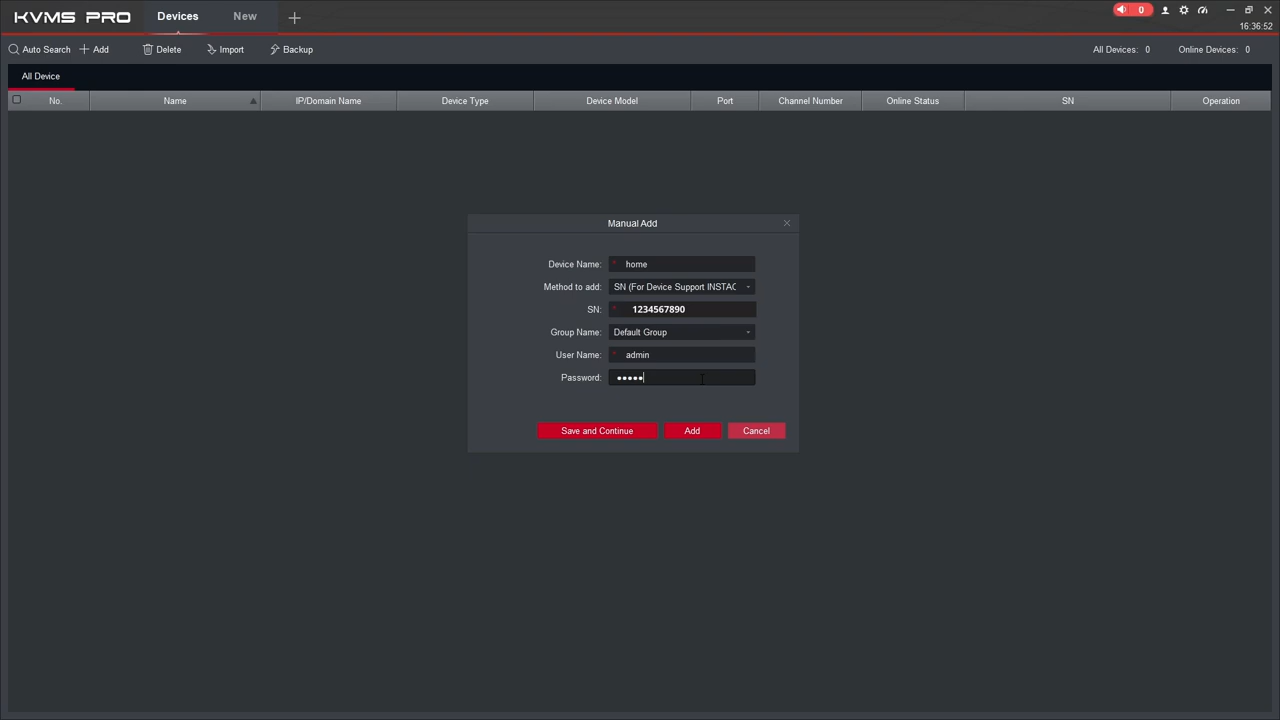 KVMS PRO Devices New 0
16:36:52
Auto Search Add Delete Import Backup All Devices: 0 Online Devices: 0
All Device
No. Name IP/Domain Name Device Type Device Model Port Channel Number Online Status SN Operation
Manual Add
Device Name: * home
Method to add: SN (For Device Support INSTAC
SN: * 1234567890
Group Name: Default Group
User Name: * admin
Password: •••••
Save and Continue Add Cancel